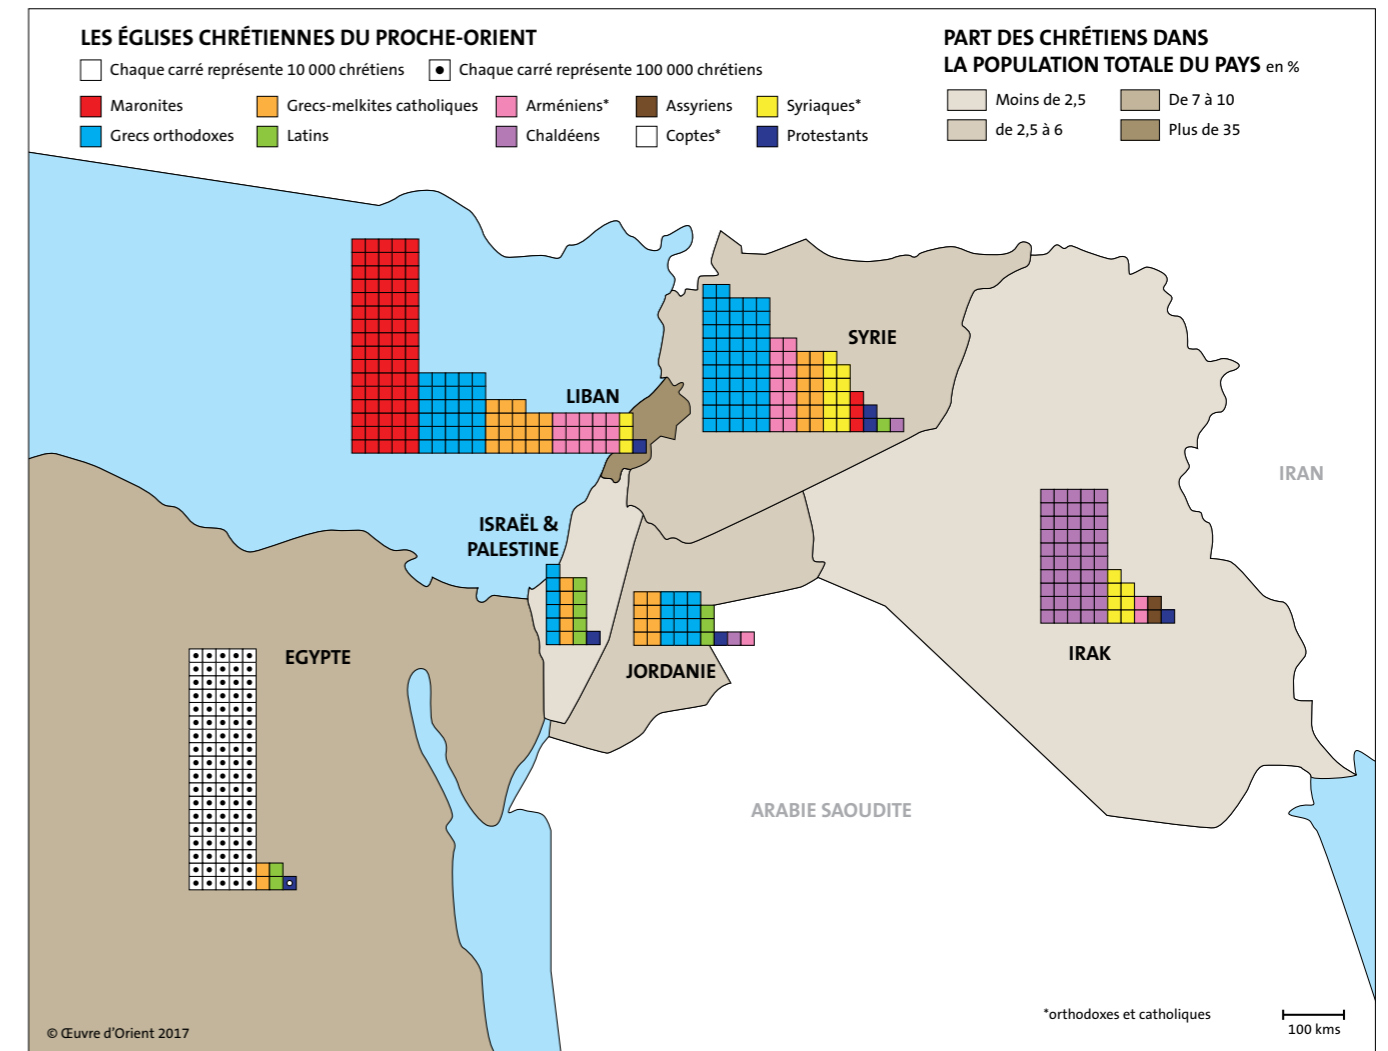 LES ÉGLISES CHRÉTIENNES DU PROCHE-ORIENT
Chaque carré représente 10 000 chrétiens
Chaque carré représente 100 000 chrétiens
Maronites
Grecs-melkites catholiques
Arméniens*
Assyriens
Syriaques*
Grecs orthodoxes
Latins
Chaldéens
Coptes*
Protestants
PART DES CHRÉTIENS DANS
LA POPULATION TOTALE DU PAYS en %
Moins de 2,5
De 7 à 10
de 2,5 à 6
Plus de 35
SYRIE
LIBAN
IRAN
ISRAËL &
PALESTINE
EGYPTE
JORDANIE
IRAK
ARABIE SAOUDITE
*orthodoxes et catholiques
100 kms
© Œuvre d'Orient 2017